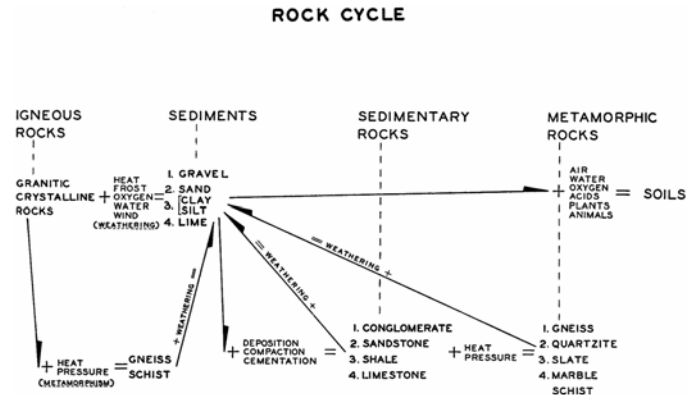 ROCK CYCLE
IGNEOUS
ROCKS
SEDIMENTS
SEDIMENTARY
ROCKS
METAMORPHIC
ROCKS
GRANITIC
CRYSTALLINE
ROCKS
+
HEAT
FROST
OXYGEN
WATER
WIND
(WEATHERING)
=
1. GRAVEL
2. SAND
3. [CLAY
SILT
4. LIME
+
AIR
WATER
OXYGEN
ACIDS
PLANTS
ANIMALS
= SOILS
+ WEATHERING =
= WEATHERING +
= WEATHERING +
+ HEAT
PRESSURE
(METAMORPHISM)
= GNEISS
SCHIST
+ DEPOSITION
COMPACTION
CEMENTATION
=
1. CONGLOMERATE
2. SANDSTONE
3. SHALE
4. LIMESTONE
+ HEAT
PRESSURE
=
1. GNEISS
2. QUARTZITE
3. SLATE
4. MARBLE
SCHIST